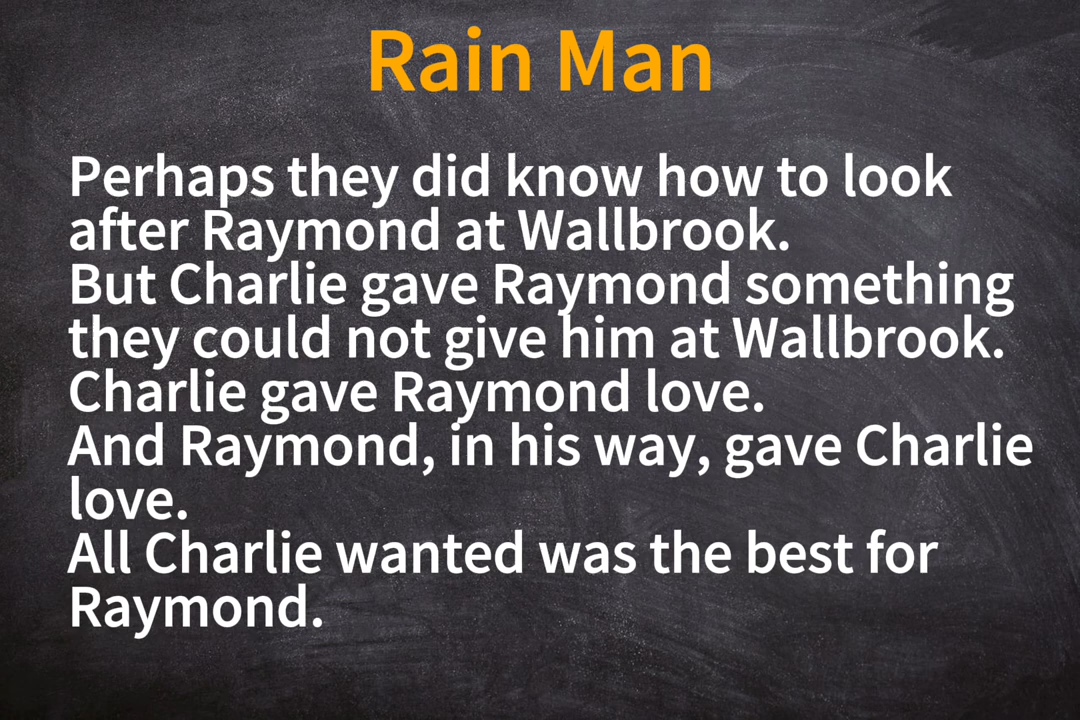 Rain Man
Perhaps they did know how to look
after Raymond at Wallbrook.
But Charlie gave Raymond something
they could not give him at Wallbrook.
Charlie gave Raymond love.
And Raymond, in his way, gave Charlie
love.
All Charlie wanted was the best for
Raymond.